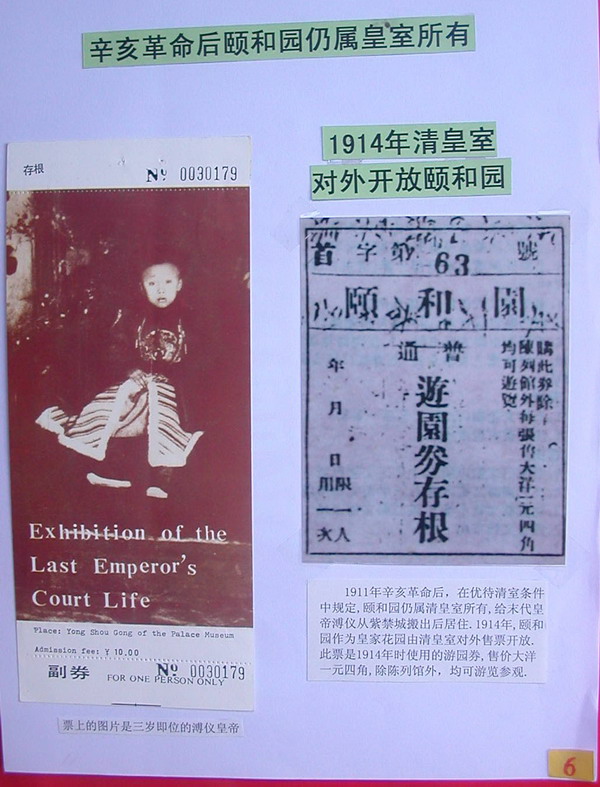 辛亥革命后颐和园仍属皇室所有
1914年清皇室
对外开放颐和园
存根
№ 0030179
Exhibition of the
Last Emperor's
Court Life
Place: Yong Shou Gong of the Palace Museum
Admission fee: ¥ 10.00
副券
№ 0030179
FOR ONE PERSON ONLY
票上的图片是三岁即位的溥仪皇帝
首字第63號
頤和園
普通
購此券除
陳列館外每張售大洋一元四角
均可遊覽
遊園券存根
年月日
限一人
用一次
1911年辛亥革命后，在优待清室条件
中规定,颐和园仍属清皇室所有,给末代皇
帝溥仪从紫禁城搬出后居住.1914年,颐和
园作为皇家花园由清皇室对外售票开放.
此票是1914年时使用的游园券,售价大洋
一元四角,除陈列馆外，均可游览参观.
6